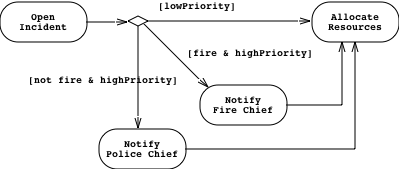 [lowPriority]
Open
Incident
Allocate
Resources
[fire & highPriority]
[not fire & highPriority]
Notify
Fire Chief
Notify
Police Chief